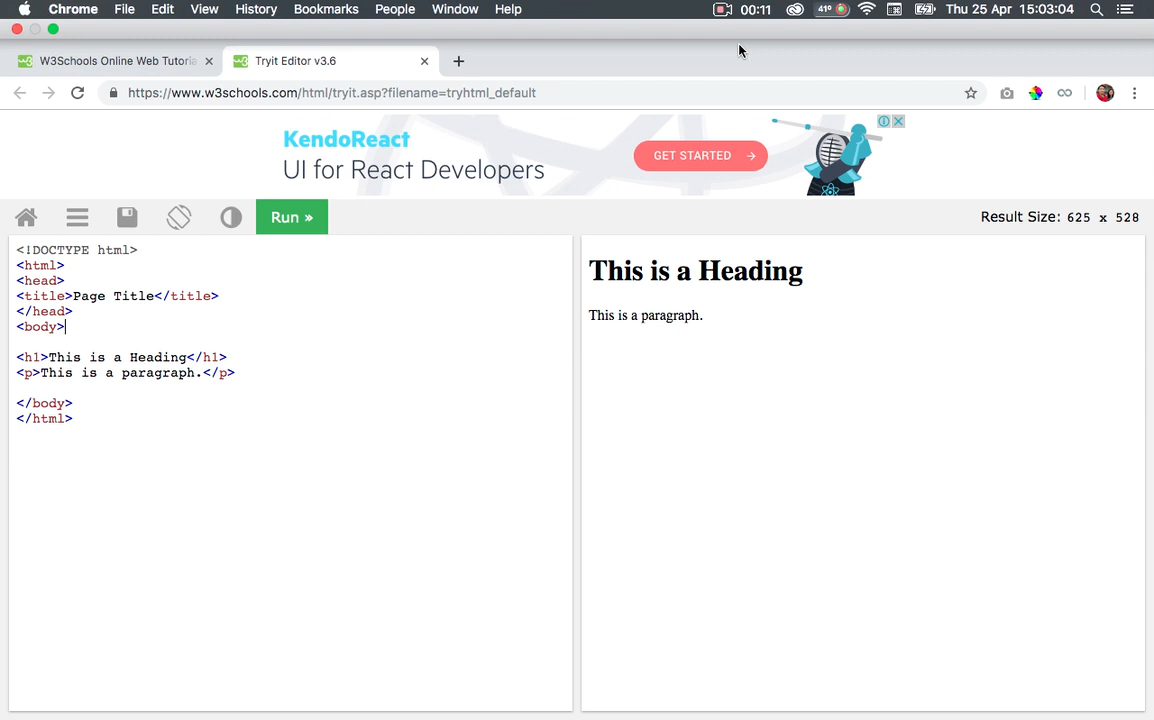 Chrome File Edit View History Bookmarks People Window Help 00:11 41° Thu 25 Apr 15:03:04
W3Schools Online Web Tutoria Tryit Editor v3.6
https://www.w3schools.com/html/tryit.asp?filename=tryhtml_default
KendoReact
UI for React Developers
GET STARTED →
Run »
Result Size: 625 x 528
<!DOCTYPE html>
<html>
<head>
<title>Page Title</title>
</head>
<body>
<h1>This is a Heading</h1>
<p>This is a paragraph.</p>
</body>
</html>
This is a Heading
This is a paragraph.